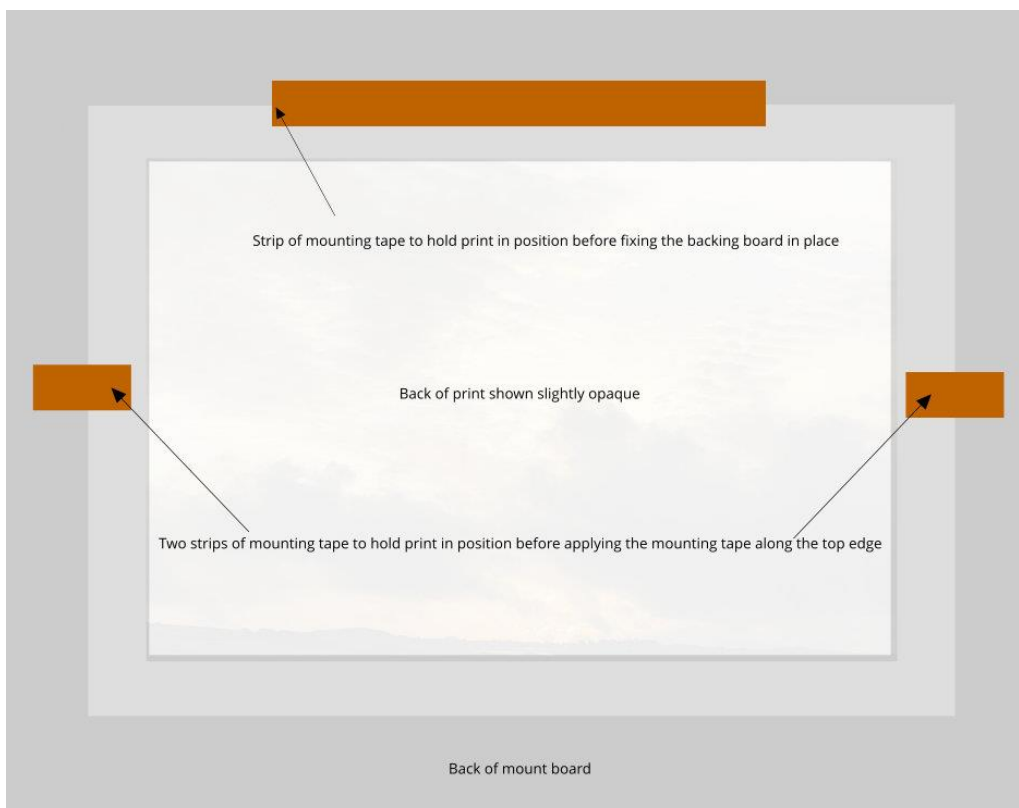 Strip of mounting tape to hold print in position before fixing the backing board in place
Back of print shown slightly opaque
Two strips of mounting tape to hold print in position before applying the mounting tape along the top edge
Back of mount board